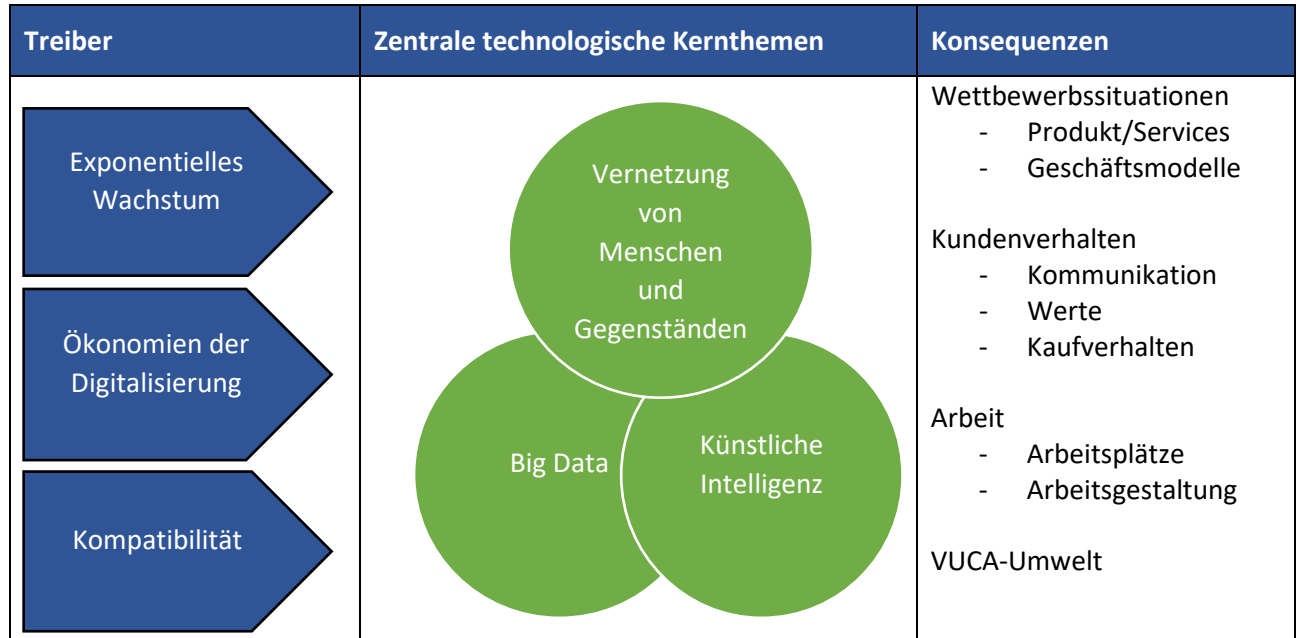 Treiber
Zentrale technologische Kernthemen
Konsequenzen
Exponentielles
Wachstum
Ökonomien der
Digitalisierung
Kompatibilität
Vernetzung
von
Menschen
und
Gegenständen
Big Data
Künstliche
Intelligenz
Wettbewerbssituationen
- Produkt/Services
- Geschäftsmodelle
Kundenverhalten
- Kommunikation
- Werte
- Kaufverhalten
Arbeit
- Arbeitsplätze
- Arbeitsgestaltung
VUCA-Umwelt